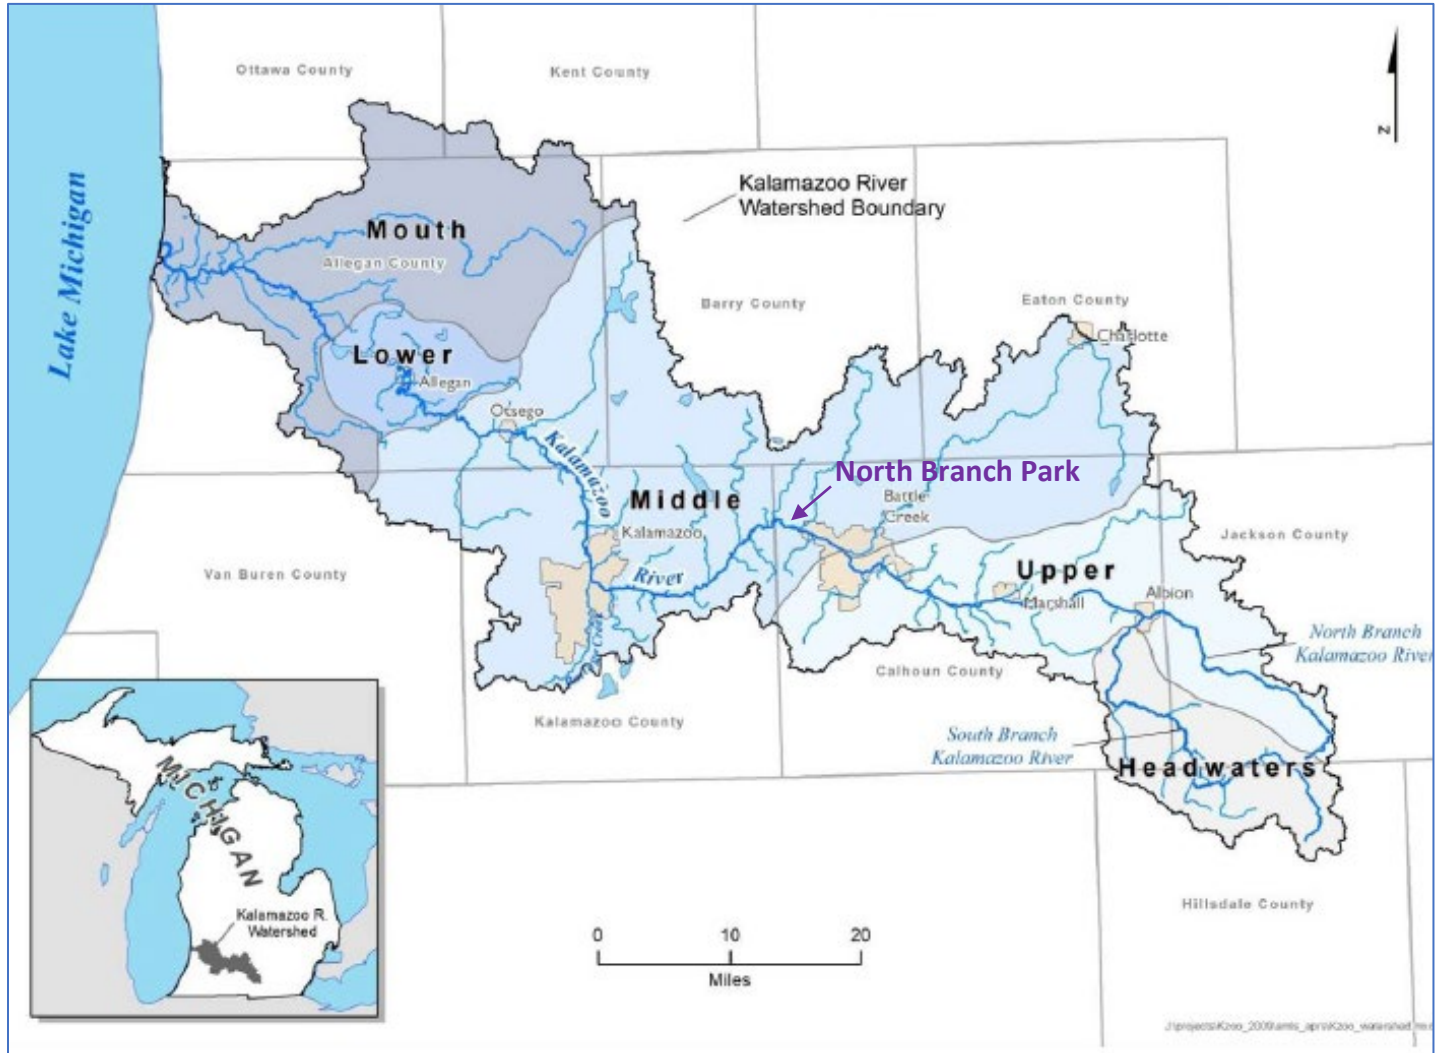 Ottawa County
Kent County
N
Kalamazoo River
Watershed Boundary
Lake Michigan
Mouth
Allegan County
Barry County
Eaton County
Charlotte
Lower
Allegan
Otsego
Kalamazoo
North Branch Park
Middle
Battle
Creek
Kalamazoo
Jackson County
Van Buren County
River
Upper
Marshall
Albion
North Branch
Kalamazoo River
Calhoun County
Kalamazoo County
South Branch
Kalamazoo River
Headwaters
MICHIGAN
Kalamazoo R.
Watershed
Hillsdale County
0 10 20
Miles